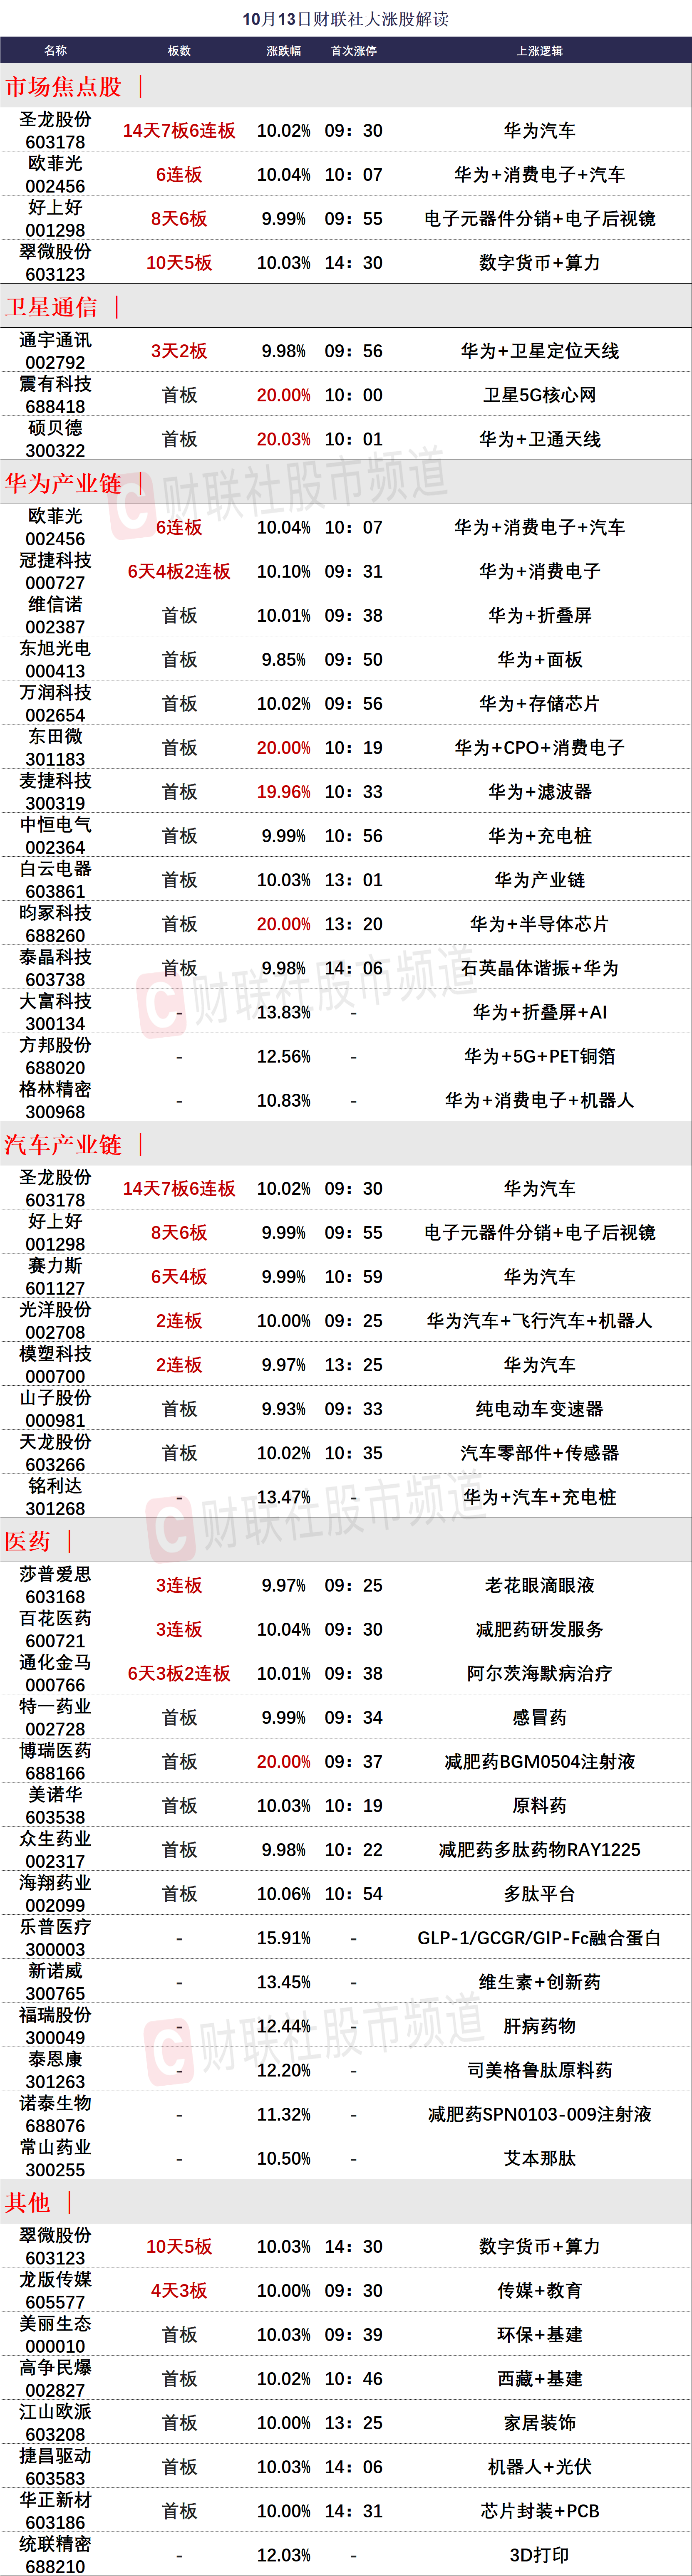 10月13日财联社大涨股解读
名称 板数 涨跌幅 首次涨停 上涨逻辑
市场焦点股
圣龙股份
603178 14天7板6连板 10.02% 09：30 华为汽车
欧菲光
002456 6连板 10.04% 10：07 华为+消费电子+汽车
好上好
001298 8天6板 9.99% 09：55 电子元器件分销+电子后视镜
翠微股份
603123 10天5板 10.03% 14：30 数字货币+算力
卫星通信
通宇通讯
002792 3天2板 9.98% 09：56 华为+卫星定位天线
震有科技
688418 首板 20.00% 10：00 卫星5G核心网
硕贝德
300322 首板 20.03% 10：01 华为+卫通天线
华为产业链
财联社股市频道
欧菲光
002456 6连板 10.04% 10：07 华为+消费电子+汽车
冠捷科技
000727 6天4板2连板 10.10% 09：31 华为+消费电子
维信诺
002387 首板 10.01% 09：38 华为+折叠屏
东旭光电
000413 首板 9.85% 09：50 华为+面板
万润科技
002654 首板 10.02% 09：56 华为+存储芯片
东田微
301183 首板 20.00% 10：19 华为+CPO+消费电子
麦捷科技
300319 首板 19.96% 10：33 华为+滤波器
中恒电气
002364 首板 9.99% 10：56 华为+充电桩
白云电器
603861 首板 10.03% 13：01 华为产业链
昀冢科技
688260 首板 20.00% 13：20 华为+半导体芯片
泰晶科技
603738 首板 9.98% 14：06 石英晶体谐振+华为
财联社股市频道
大富科技
300134 - 13.83% - 华为+折叠屏+AI
方邦股份
688020 - 12.56% - 华为+5G+PET铜箔
格林精密
300968 - 10.83% - 华为+消费电子+机器人
汽车产业链
圣龙股份
603178 14天7板6连板 10.02% 09：30 华为汽车
好上好
001298 8天6板 9.99% 09：55 电子元器件分销+电子后视镜
赛力斯
601127 6天4板 9.99% 10：59 华为汽车
光洋股份
002708 2连板 10.00% 09：25 华为汽车+飞行汽车+机器人
模塑科技
000700 2连板 9.97% 13：25 华为汽车
山子股份
000981 首板 9.93% 09：33 纯电动车变速器
天龙股份
603266 首板 10.02% 10：35 汽车零部件+传感器
铭利达
301268 - 13.47% - 华为+汽车+充电桩
财联社股市频道
医药
莎普爱思
603168 3连板 9.97% 09：25 老花眼滴眼液
百花医药
600721 3连板 10.04% 09：30 减肥药研发服务
通化金马
000766 6天3板2连板 10.01% 09：38 阿尔茨海默病治疗
特一药业
002728 首板 9.99% 09：34 感冒药
博瑞医药
688166 首板 20.00% 09：37 减肥药BGM0504注射液
美诺华
603538 首板 10.03% 10：19 原料药
众生药业
002317 首板 9.98% 10：22 减肥药多肽药物RAY1225
海翔药业
002099 首板 10.06% 10：54 多肽平台
乐普医疗
300003 - 15.91% - GLP-1/GCGR/GIP-Fc融合蛋白
新诺威
300765 - 13.45% - 维生素+创新药
福瑞股份
300049 - 12.44% - 肝病药物
财联社股市频道
泰恩康
301263 - 12.20% - 司美格鲁肽原料药
诺泰生物
688076 - 11.32% - 减肥药SPN0103-009注射液
常山药业
300255 - 10.50% - 艾本那肽
其他
翠微股份
603123 10天5板 10.03% 14：30 数字货币+算力
龙版传媒
605577 4天3板 10.00% 09：30 传媒+教育
美丽生态
000010 首板 10.03% 09：39 环保+基建
高争民爆
002827 首板 10.02% 10：46 西藏+基建
江山欧派
603208 首板 10.00% 13：25 家居装饰
捷昌驱动
603583 首板 10.03% 14：06 机器人+光伏
华正新材
603186 首板 10.00% 14：31 芯片封装+PCB
统联精密
688210 - 12.03% - 3D打印